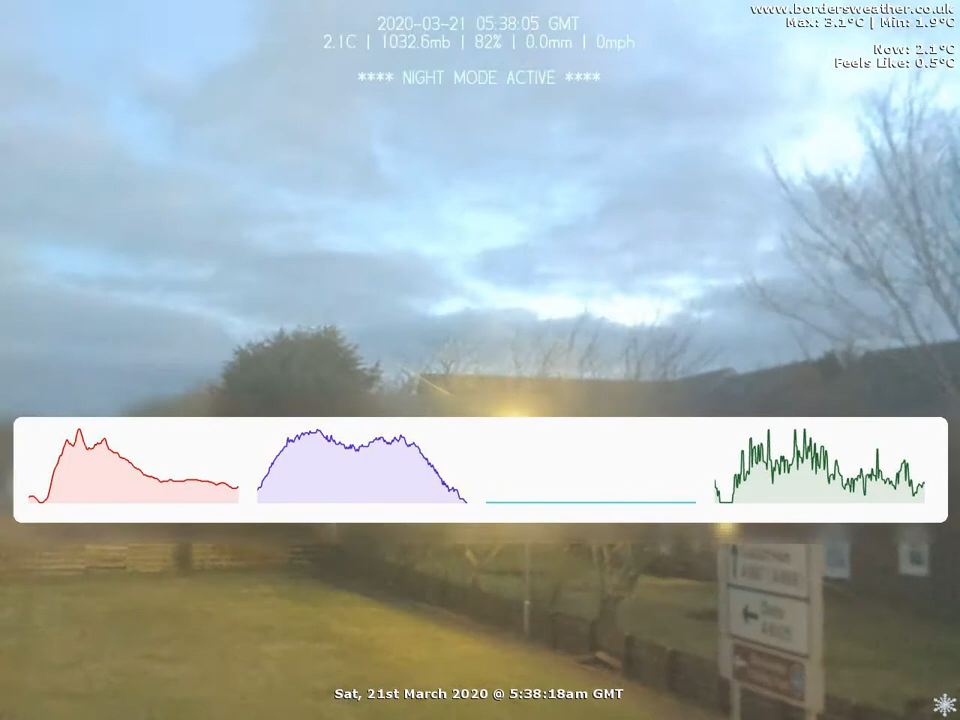 www.bordersweather.co.uk
2020-03-21 05:38:05 GMT
Max: 3.1°C | Min: 1.9°C
2.1C | 1032.6mb | 82% | 0.0mm | 0mph
Now: 2.1°C
Feels Like: 0.5°C
**** NIGHT MODE ACTIVE ****
Sat, 21st March 2020 @ 5:38:18am GMT